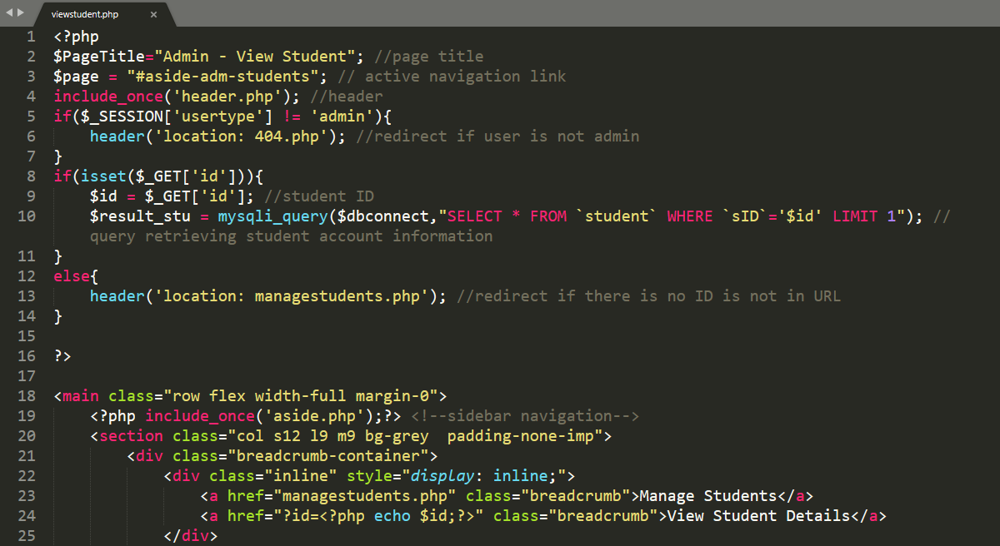 viewstudent.php ×
1 <?php
2 $PageTitle="Admin - View Student"; //page title
3 $page = "#aside-adm-students"; // active navigation link
4 include_once('header.php'); //header
5 if($_SESSION['usertype'] != 'admin'){
6 header('location: 404.php'); //redirect if user is not admin
7 }
8 if(isset($_GET['id'])){
9 $id = $_GET['id']; //student ID
10 $result_stu = mysqli_query($dbconnect,"SELECT * FROM `student` WHERE `sID`='$id' LIMIT 1"); //
query retrieving student account information
11 }
12 else{
13 header('location: managestudents.php'); //redirect if there is no ID is not in URL
14 }
15
16 ?>
17
18 <main class="row flex width-full margin-0">
19 <?php include_once('aside.php');?> <!--sidebar navigation-->
20 <section class="col s12 l9 m9 bg-grey  padding-none-imp">
21 <div class="breadcrumb-container">
22 <div class="inline" style="display: inline;">
23 <a href="managestudents.php" class="breadcrumb">Manage Students</a>
24 <a href="?id=<?php echo $id;?>" class="breadcrumb">View Student Details</a>
25 </div>